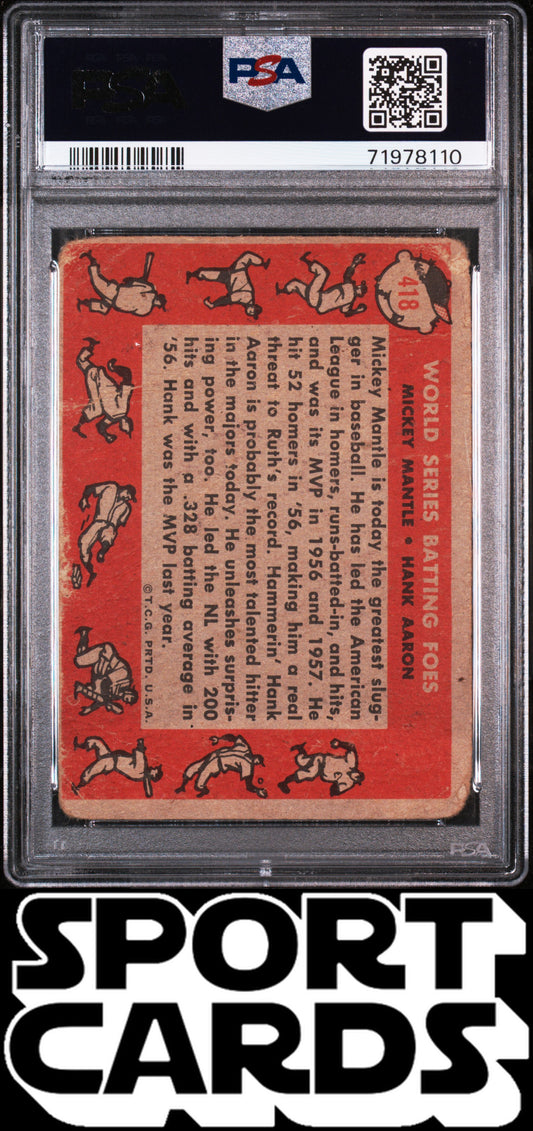 PSA
PSA
71978110
418
WORLD SERIES BATTING FOES
MICKEY MANTLE • HANK AARON
Mickey Mantle is today the greatest slug-
ger in baseball. He has led the American
League in homers, runs-batted-in, and hits,
and was its MVP in 1956 and 1957. He
hit 52 homers in '56, making him a real
threat to Ruth's record. Hammerin' Hank
Aaron is probably the most talented hitter
in the majors today. He unleashes surpris-
ing power, too. He led the NL with 200
hits and with a .328 batting average in
'56. Hank was the MVP last year.
©T.C.G. PRTD. U.S.A.
PSA
SPORT
CARDS